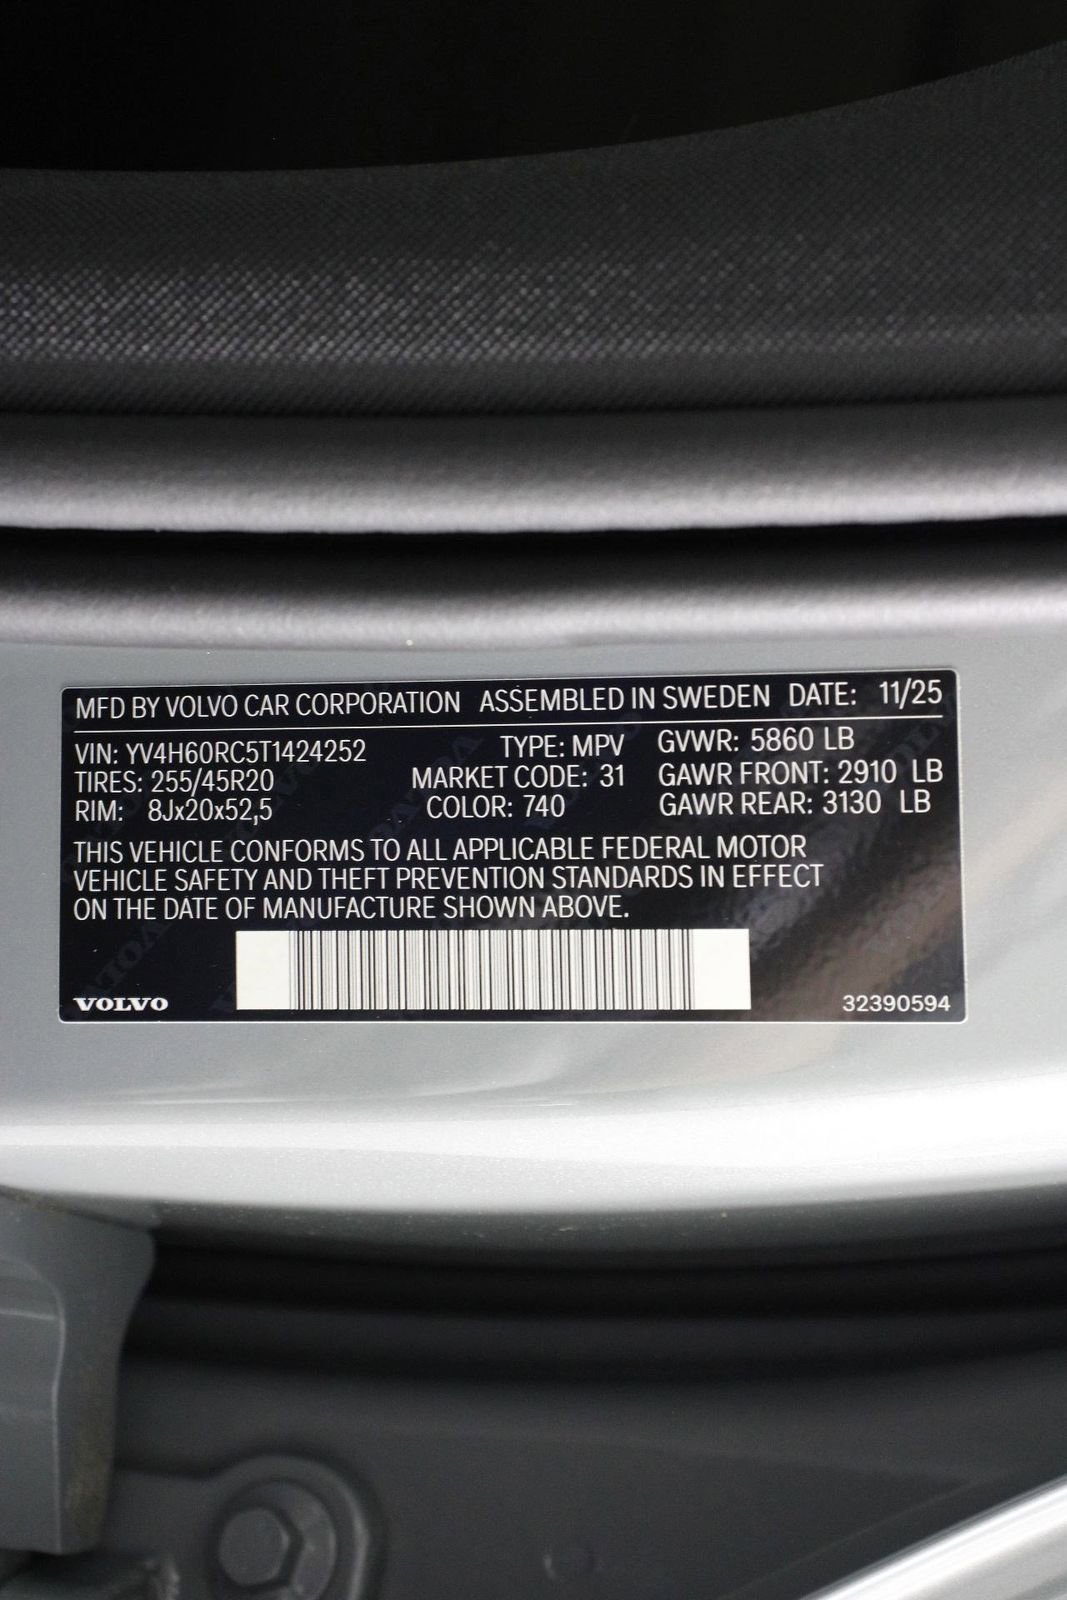 MFD BY VOLVO CAR CORPORATION ASSEMBLED IN SWEDEN DATE: 11/25
VIN: YV4H60RC5T1424252 TYPE: MPV GVWR: 5860 LB
TIRES: 255/45R20 MARKET CODE: 31 GAWR FRONT: 2910 LB
RIM: 8Jx20x52,5 COLOR: 740 GAWR REAR: 3130 LB
THIS VEHICLE CONFORMS TO ALL APPLICABLE FEDERAL MOTOR
VEHICLE SAFETY AND THEFT PREVENTION STANDARDS IN EFFECT
ON THE DATE OF MANUFACTURE SHOWN ABOVE.
VOLVO 32390594